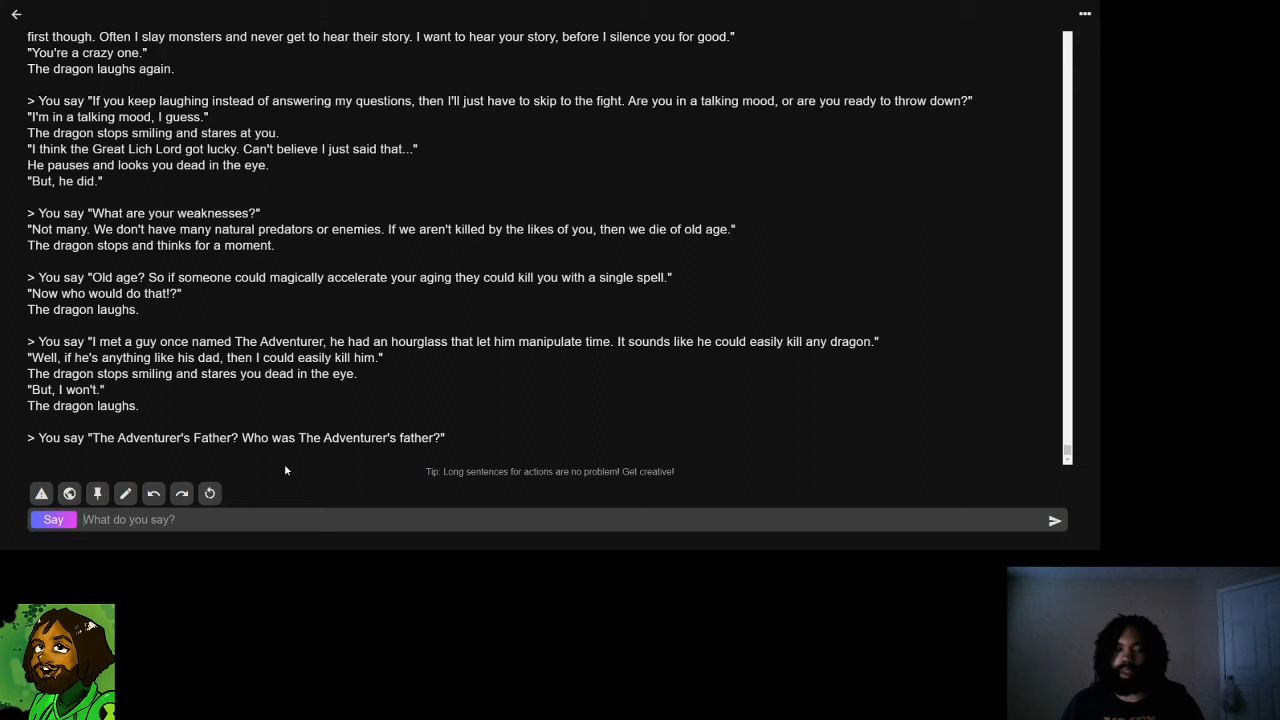 first though. Often I slay monsters and never get to hear their story. I want to hear your story, before I silence you for good."
"You're a crazy one."
The dragon laughs again.
> You say "If you keep laughing instead of answering my questions, then I'll just have to skip to the fight. Are you in a talking mood, or are you ready to throw down?"
"I'm in a talking mood, I guess."
The dragon stops smiling and stares at you.
"I think the Great Lich Lord got lucky. Can't believe I just said that..."
He pauses and looks you dead in the eye.
"But, he did."
> You say "What are your weaknesses?"
"Not many. We don't have many natural predators or enemies. If we aren't killed by the likes of you, then we die of old age."
The dragon stops and thinks for a moment.
> You say "Old age? So if someone could magically accelerate your aging they could kill you with a single spell."
"Now who would do that!?"
The dragon laughs.
> You say "I met a guy once named The Adventurer, he had an hourglass that let him manipulate time. It sounds like he could easily kill any dragon."
"Well, if he's anything like his dad, then I could easily kill him."
The dragon stops smiling and stares you dead in the eye.
"But, I won't."
The dragon laughs.
> You say "The Adventurer's Father? Who was The Adventurer's father?"
Tip: Long sentences for actions are no problem! Get creative!
Say What do you say?